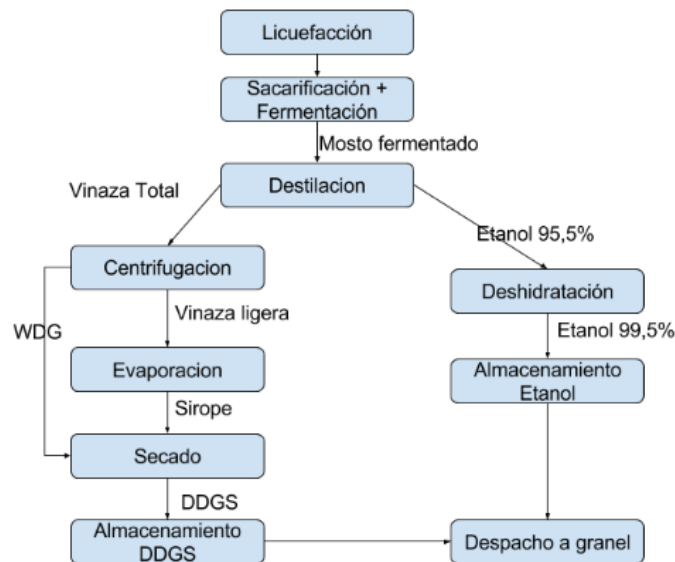 Licuefacción
Sacarificación +
Fermentación
Mosto fermentado
Destilacion
Vinaza Total
Etanol 95,5%
Centrifugacion
Deshidratación
Vinaza ligera
WDG
Etanol 99,5%
Evaporacion
Almacenamiento
Etanol
Sirope
Secado
DDGS
Almacenamiento
DDGS
Despacho a granel